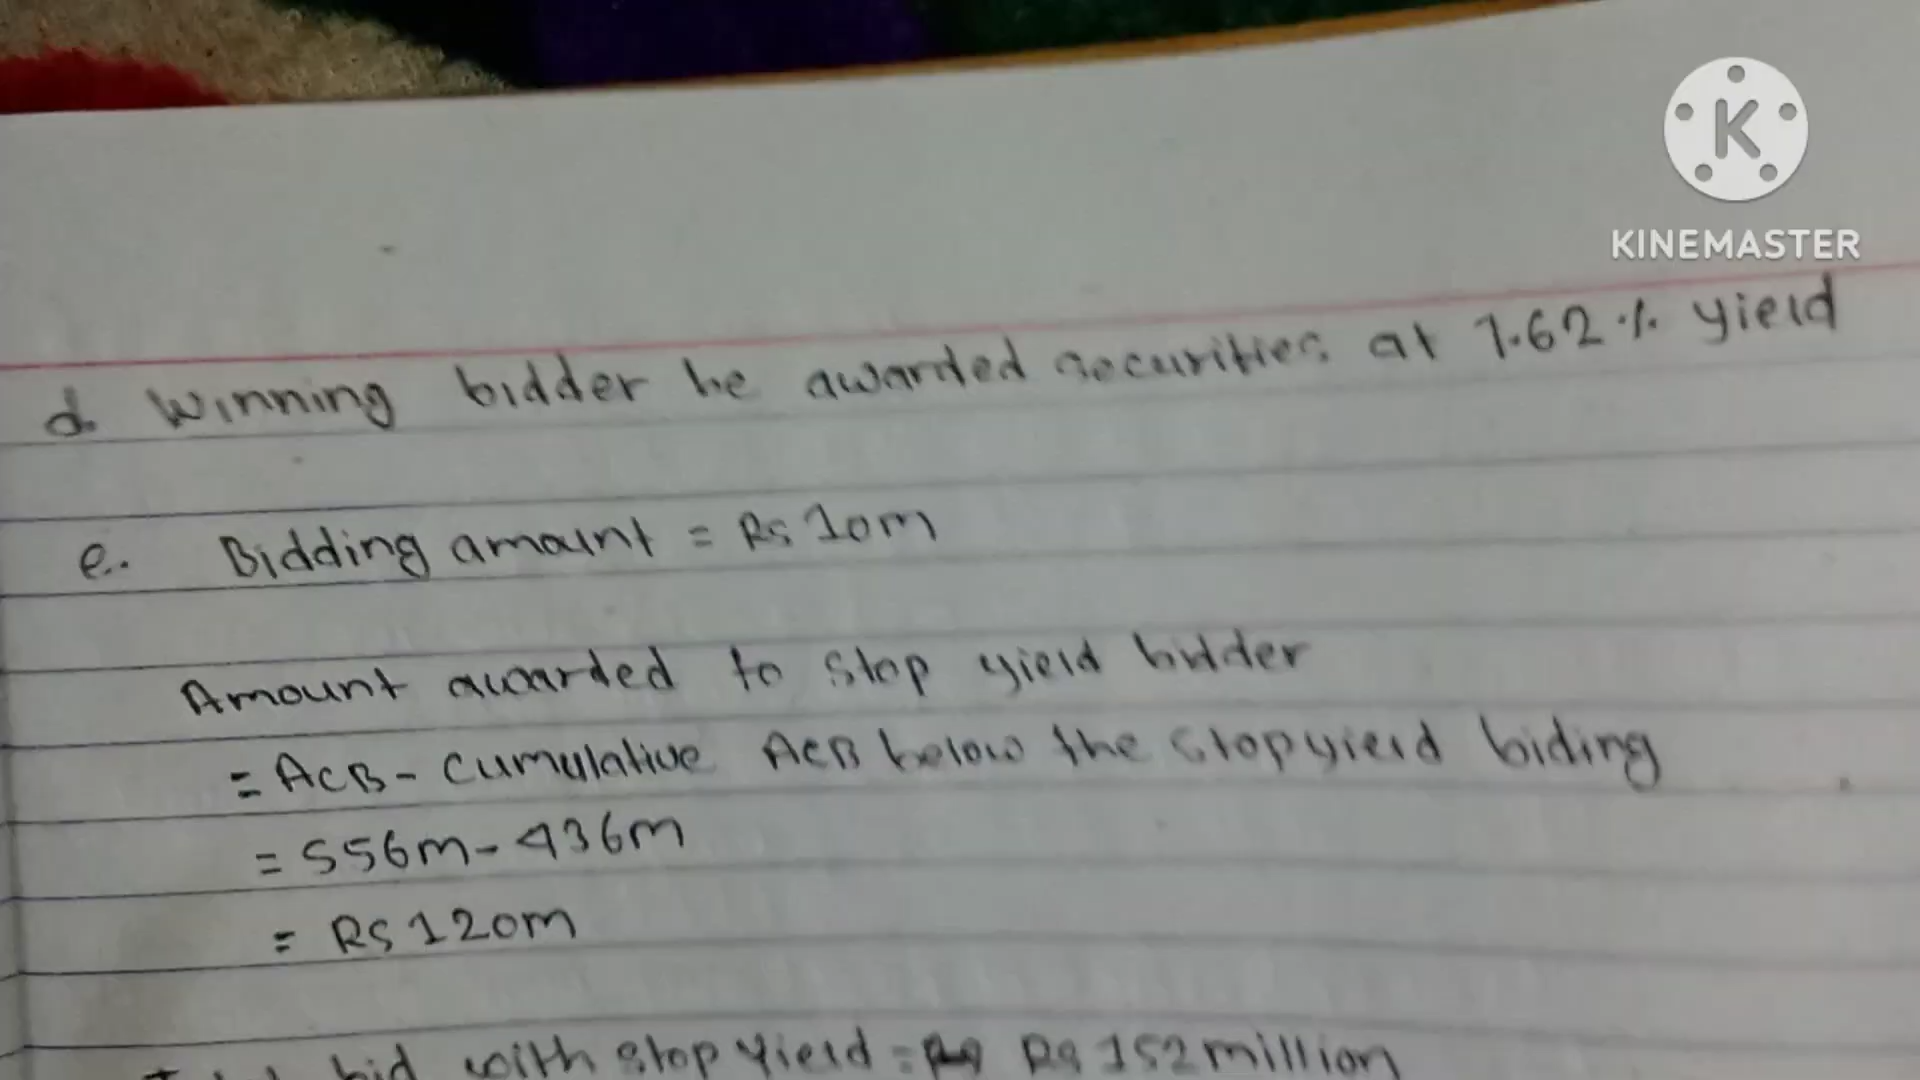 KINEMASTER
d. Winning bidder be awarded securities at 7.62% yield
e. Bidding amount = Rs 10m
Amount awarded to stop yield bidder
= ACB - Cumulative ACB below the stop yield biding
= 556m - 436m
= Rs 120m
bid with stop yield = Rs 152 million